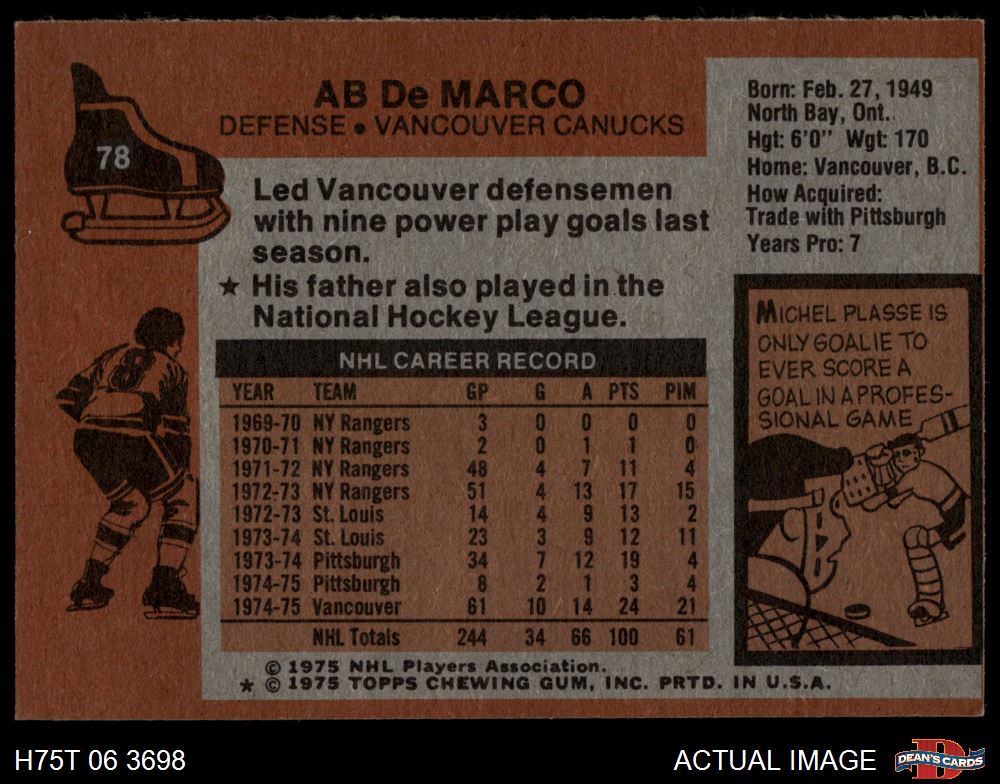 AB De MARCO
DEFENSE • VANCOUVER CANUCKS
78
Led Vancouver defensemen
with nine power play goals last
season.
★ His father also played in the
National Hockey League.
Born: Feb. 27, 1949
North Bay, Ont.
Hgt: 6'0" Wgt: 170
Home: Vancouver, B.C.
How Acquired:
Trade with Pittsburgh
Years Pro: 7
NHL CAREER RECORD
YEAR TEAM GP G A PTS PIM
1969-70 NY Rangers 3 0 0 0 0
1970-71 NY Rangers 2 0 1 1 0
1971-72 NY Rangers 48 4 7 11 4
1972-73 NY Rangers 51 4 13 17 15
1972-73 St. Louis 14 4 9 13 2
1973-74 St. Louis 23 3 9 12 11
1973-74 Pittsburgh 34 7 12 19 4
1974-75 Pittsburgh 8 2 1 3 4
1974-75 Vancouver 61 10 14 24 21
NHL Totals 244 34 66 100 61
MICHEL PLASSE IS
ONLY GOALIE TO
EVER SCORE A
GOAL IN A PROFES-
SIONAL GAME
8
© 1975 NHL Players Association.
★ © 1975 TOPPS CHEWING GUM, INC. PRTD. IN U.S.A.
H75T 06 3698
ACTUAL IMAGE
D
DEAN'S CARDS